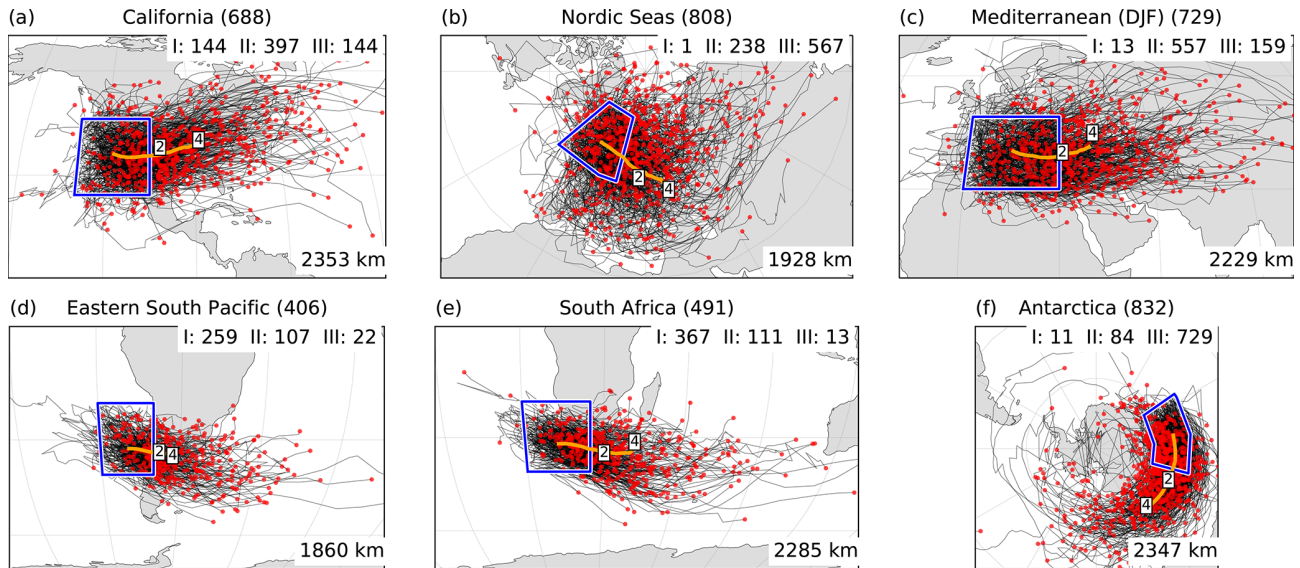 (a) California (688)
I: 144 II: 397 III: 144
2
4
2353 km
(b) Nordic Seas (808)
I: 1 II: 238 III: 567
2
4
1928 km
(c) Mediterranean (DJF) (729)
I: 13 II: 557 III: 159
4
2
2229 km
(d) Eastern South Pacific (406)
I: 259 II: 107 III: 22
2
4
1860 km
(e) South Africa (491)
I: 367 II: 111 III: 13
4
2
2285 km
(f) Antarctica (832)
I: 11 II: 84 III: 729
2
4
2347 km